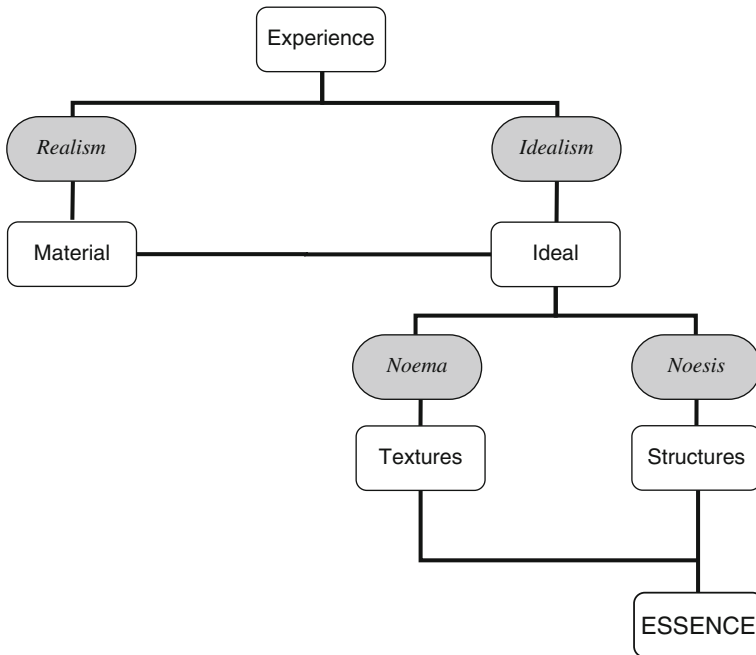 Experience
Realism
Idealism
Material
Ideal
Noema
Noesis
Textures
Structures
ESSENCE